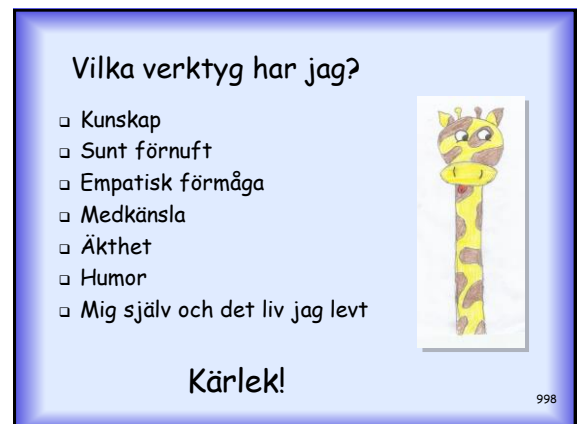 Vilka verktyg har jag?
Kunskap
Sunt förnuft
Empatisk förmåga
Medkänsla
Äkthet
Humor
Mig själv och det liv jag levt
Kärlek!
998